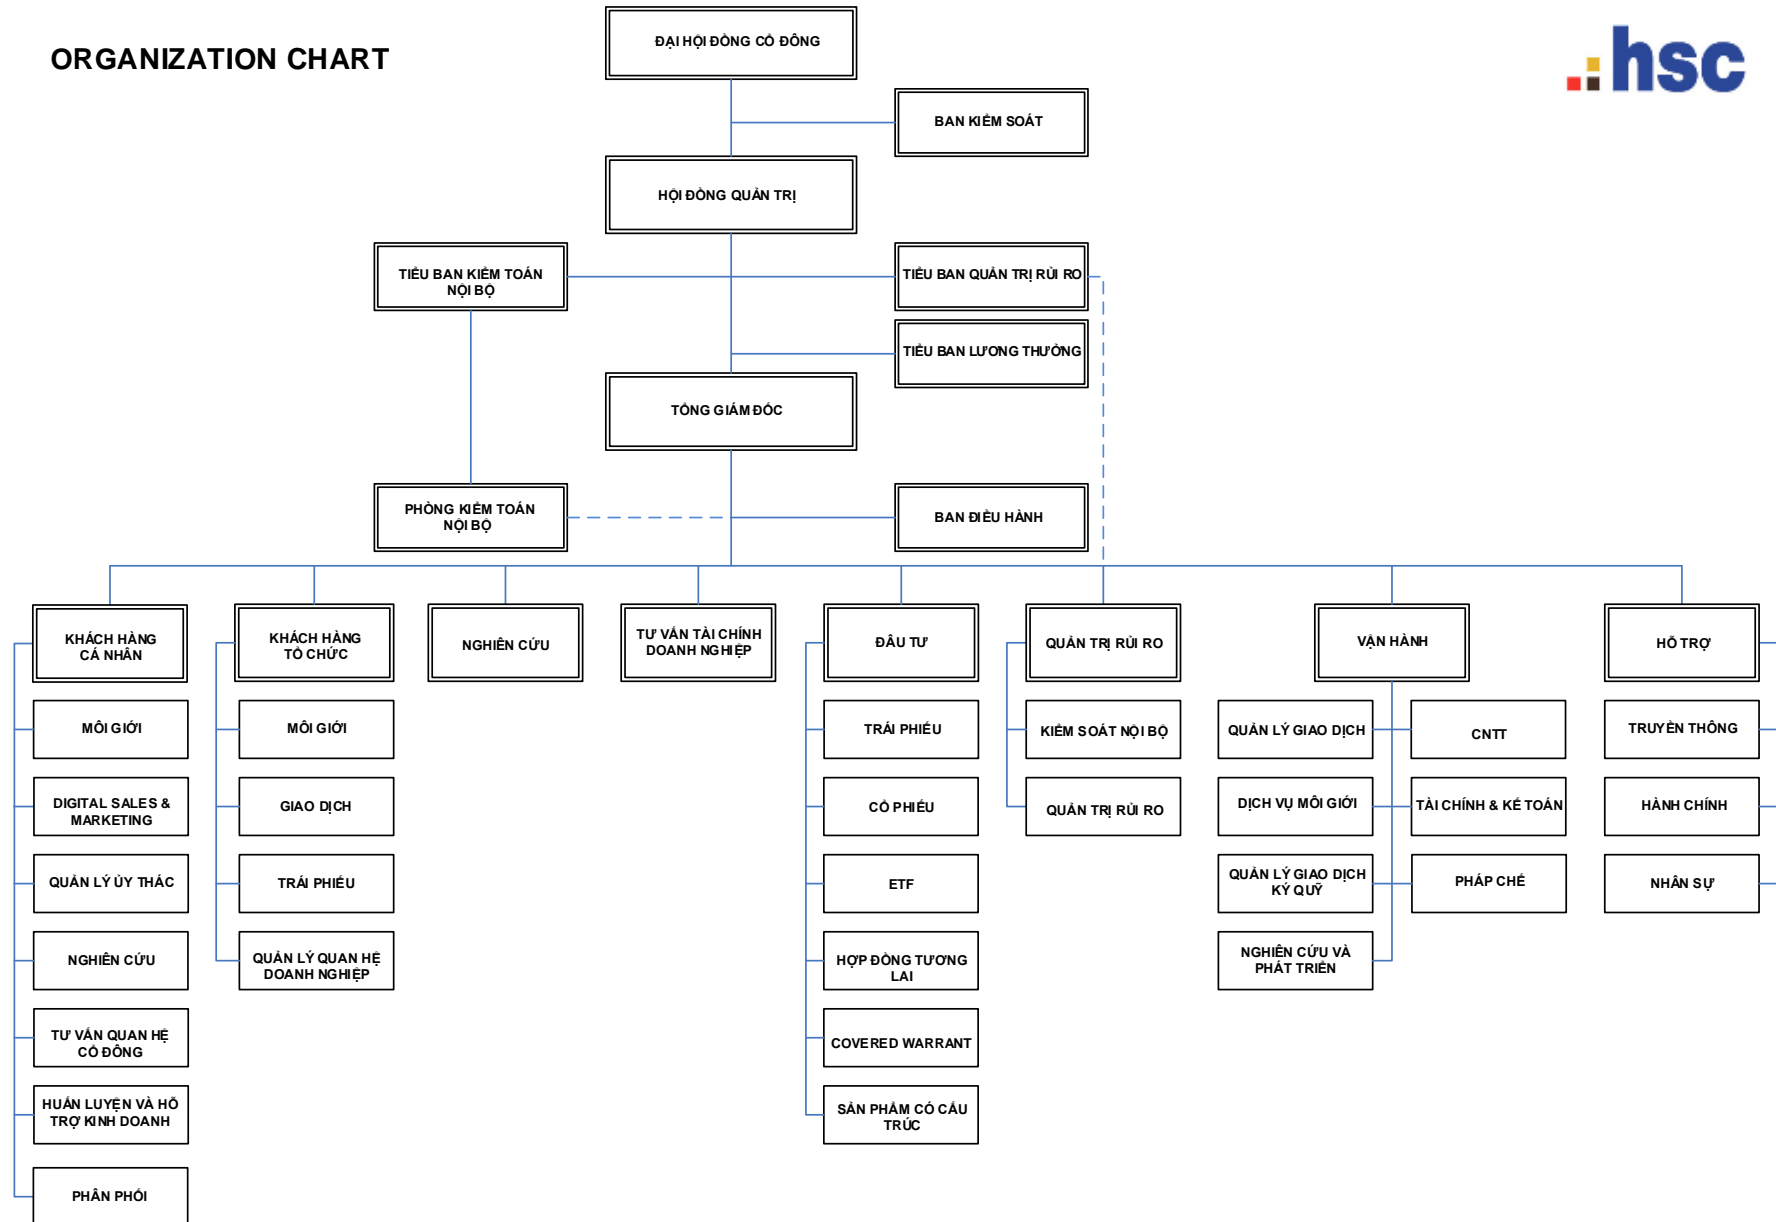 ORGANIZATION CHART
hsc
ĐẠI HỘI ĐỒNG CỔ ĐÔNG
BAN KIỂM SOÁT
HỘI ĐỒNG QUẢN TRỊ
TIỂU BAN KIỂM TOÁN
NỘI BỘ
TIỂU BAN QUẢN TRỊ RỦI RO
TIỂU BAN LƯƠNG THƯỞNG
TỔNG GIÁM ĐỐC
PHÒNG KIỂM TOÁN
NỘI BỘ
BAN ĐIỀU HÀNH
KHÁCH HÀNG
CÁ NHÂN
MÔI GIỚI
DIGITAL SALES &
MARKETING
QUẢN LÝ ỦY THÁC
NGHIÊN CỨU
TƯ VẤN QUAN HỆ
CỔ ĐÔNG
HUẤN LUYỆN VÀ HỖ
TRỢ KINH DOANH
PHÂN PHỐI
KHÁCH HÀNG
TỔ CHỨC
MÔI GIỚI
GIAO DỊCH
TRÁI PHIẾU
QUẢN LÝ QUAN HỆ
DOANH NGHIỆP
NGHIÊN CỨU
TƯ VẤN TÀI CHÍNH
DOANH NGHIỆP
ĐẦU TƯ
TRÁI PHIẾU
CỔ PHIẾU
ETF
HỢP ĐỒNG TƯƠNG
LAI
COVERED WARRANT
SẢN PHẨM CÓ CẤU
TRÚC
QUẢN TRỊ RỦI RO
KIỂM SOÁT NỘI BỘ
QUẢN TRỊ RỦI RO
VẬN HÀNH
QUẢN LÝ GIAO DỊCH
CNTT
DỊCH VỤ MÔI GIỚI
TÀI CHÍNH & KẾ TOÁN
QUẢN LÝ GIAO DỊCH
KÝ QUỸ
PHÁP CHẾ
NGHIÊN CỨU VÀ
PHÁT TRIỂN
HỖ TRỢ
TRUYỀN THÔNG
HÀNH CHÍNH
NHÂN SỰ